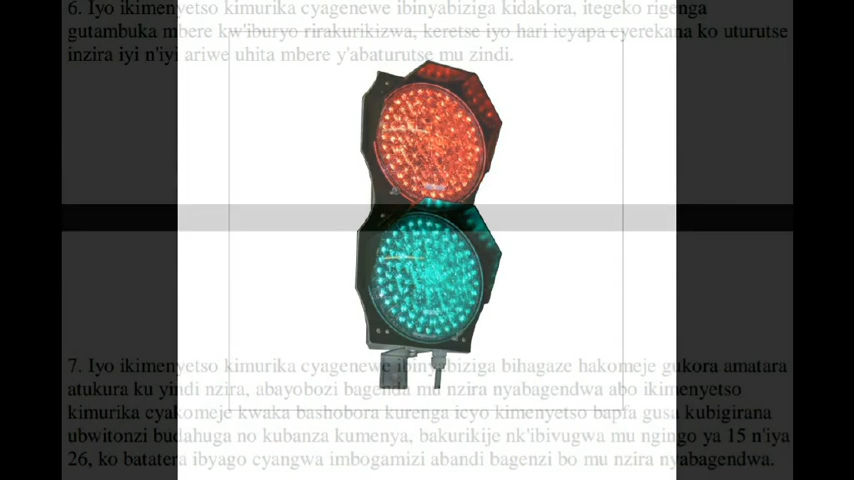 6. Iyo ikimenyetso kimurika cyagenewe ibinyabiziga kidakora, itegeko rigenga
gutambuka mbere kw'iburyo rirakurikizwa, keretse iyo hari icyapa cyerekana ko uturutse
inzira iyi n'iyi ariwe uhita mbere y'abaturutse mu zindi.
7. Iyo ikimenyetso kimurika cyagenewe ibinyabiziga bihagaze hakomeje gukora amatara
atukura ku yindi nzira, abayobozi bagenda mu nzira nyabagendwa abo ikimenyetso
kimurika cyakomeje kwaka bashobora kurenga icyo kimenyetso bapfa gusa kubigirana
ubwitonzi budahuga no kubanza kumenya, bakurikije nk'ibivugwa mu ngingo ya 15 n'iya
26, ko batatera ibyago cyangwa imbogamizi abandi bagenzi bo mu nzira nyabagendwa.